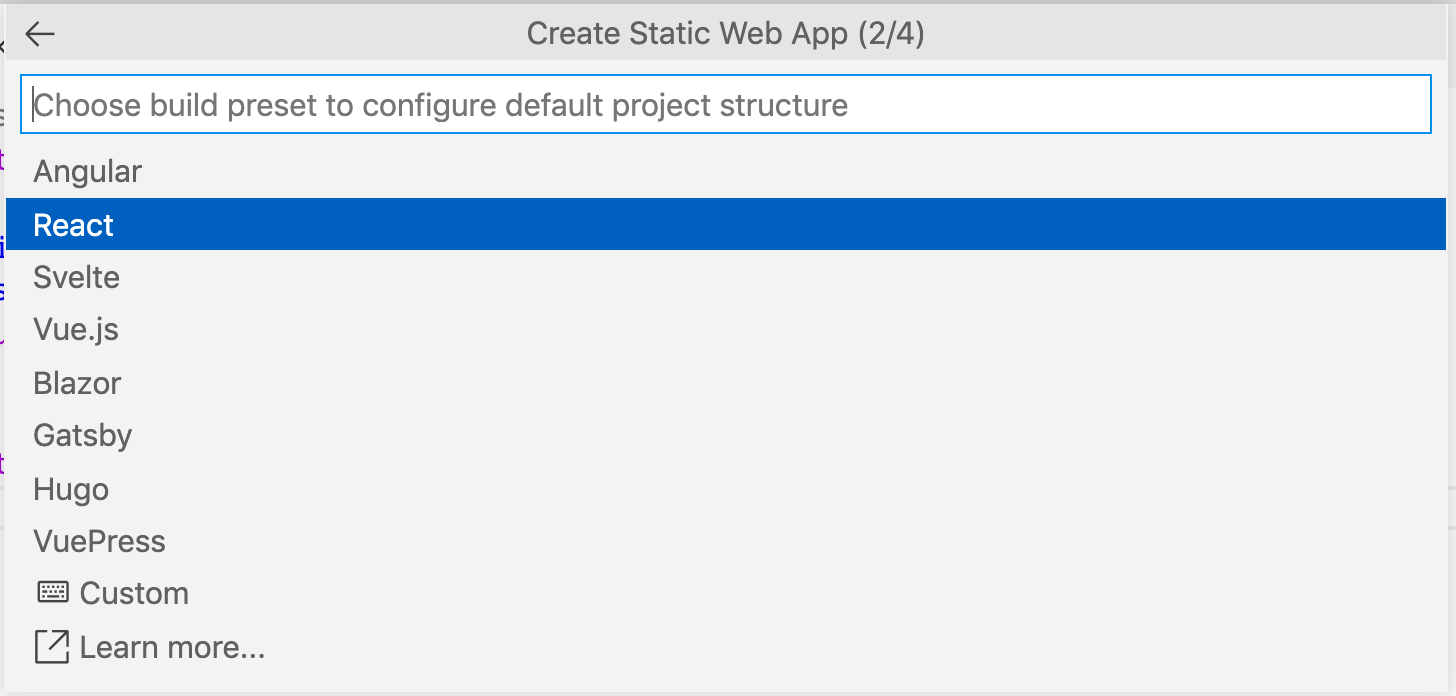 Create Static Web App (2/4)
Choose build preset to configure default project structure
Angular
React
Svelte
Vue.js
Blazor
Gatsby
Hugo
VuePress
Custom
Learn more...